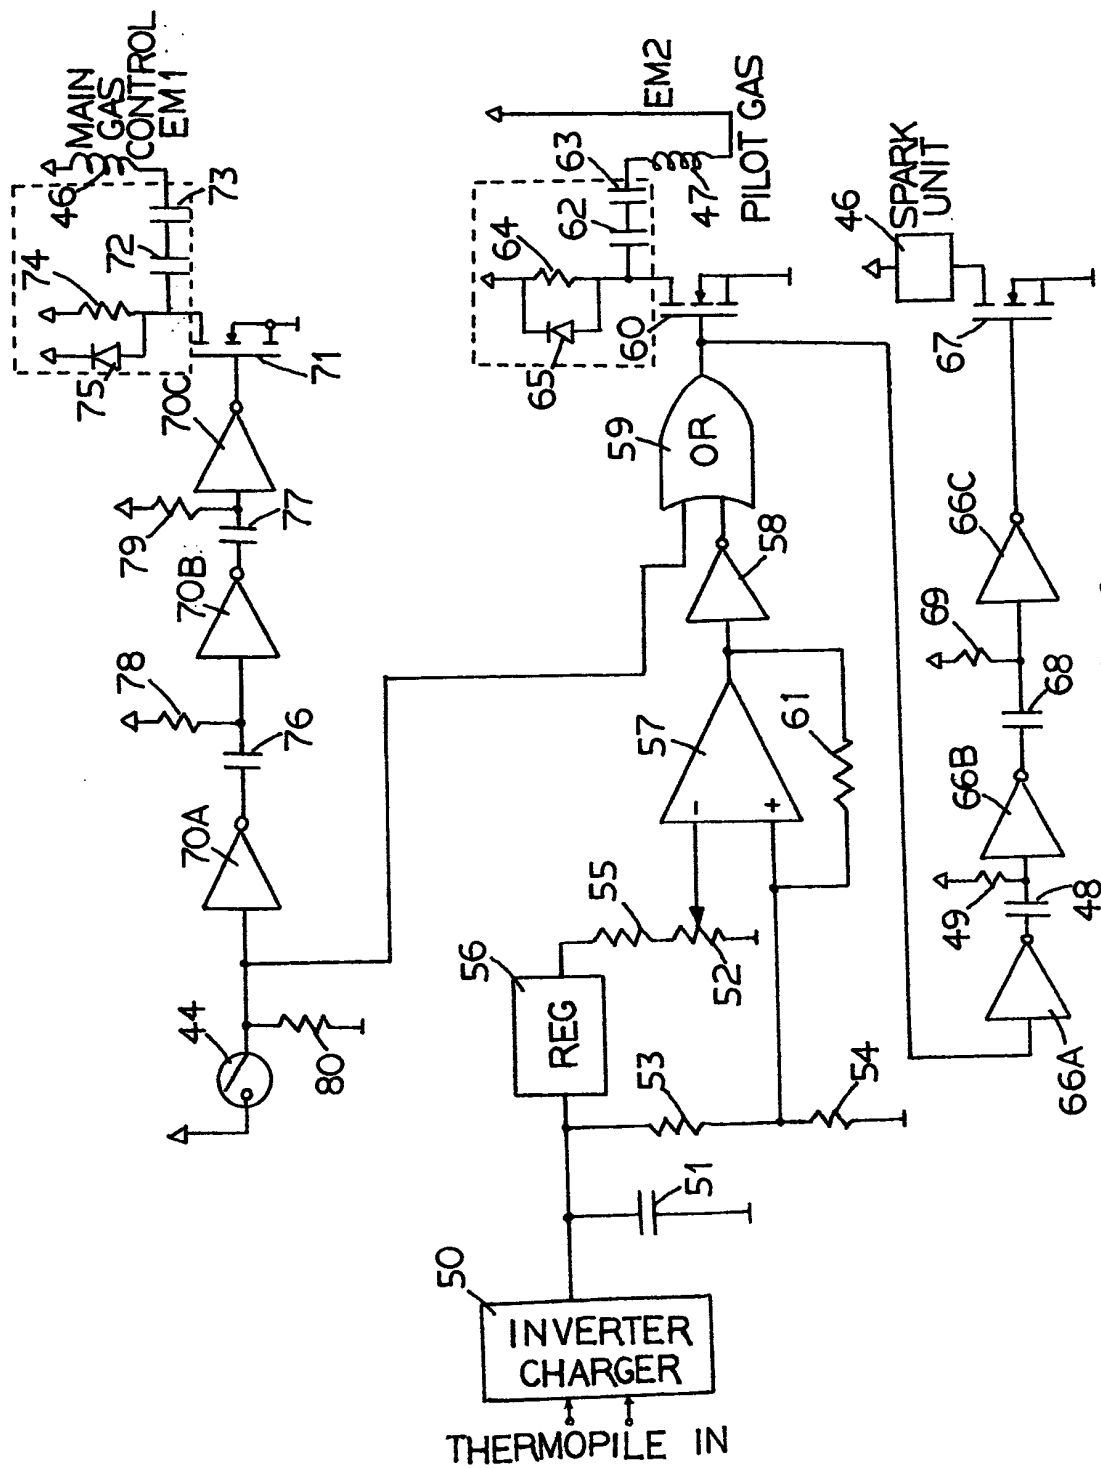 MAIN
GAS
CONTROL
EM1
46
73
72
74
75
71
70C
77
79
70B
78
76
70A
44
80
EM2
PILOT GAS
63
62
47
64
65
60
59
OR
58
57
-
+
61
55
52
56
REG
53
54
51
50
INVERTER
CHARGER
THERMOPILE IN
46
SPARK
UNIT
67
66C
69
68
66B
49
48
66A